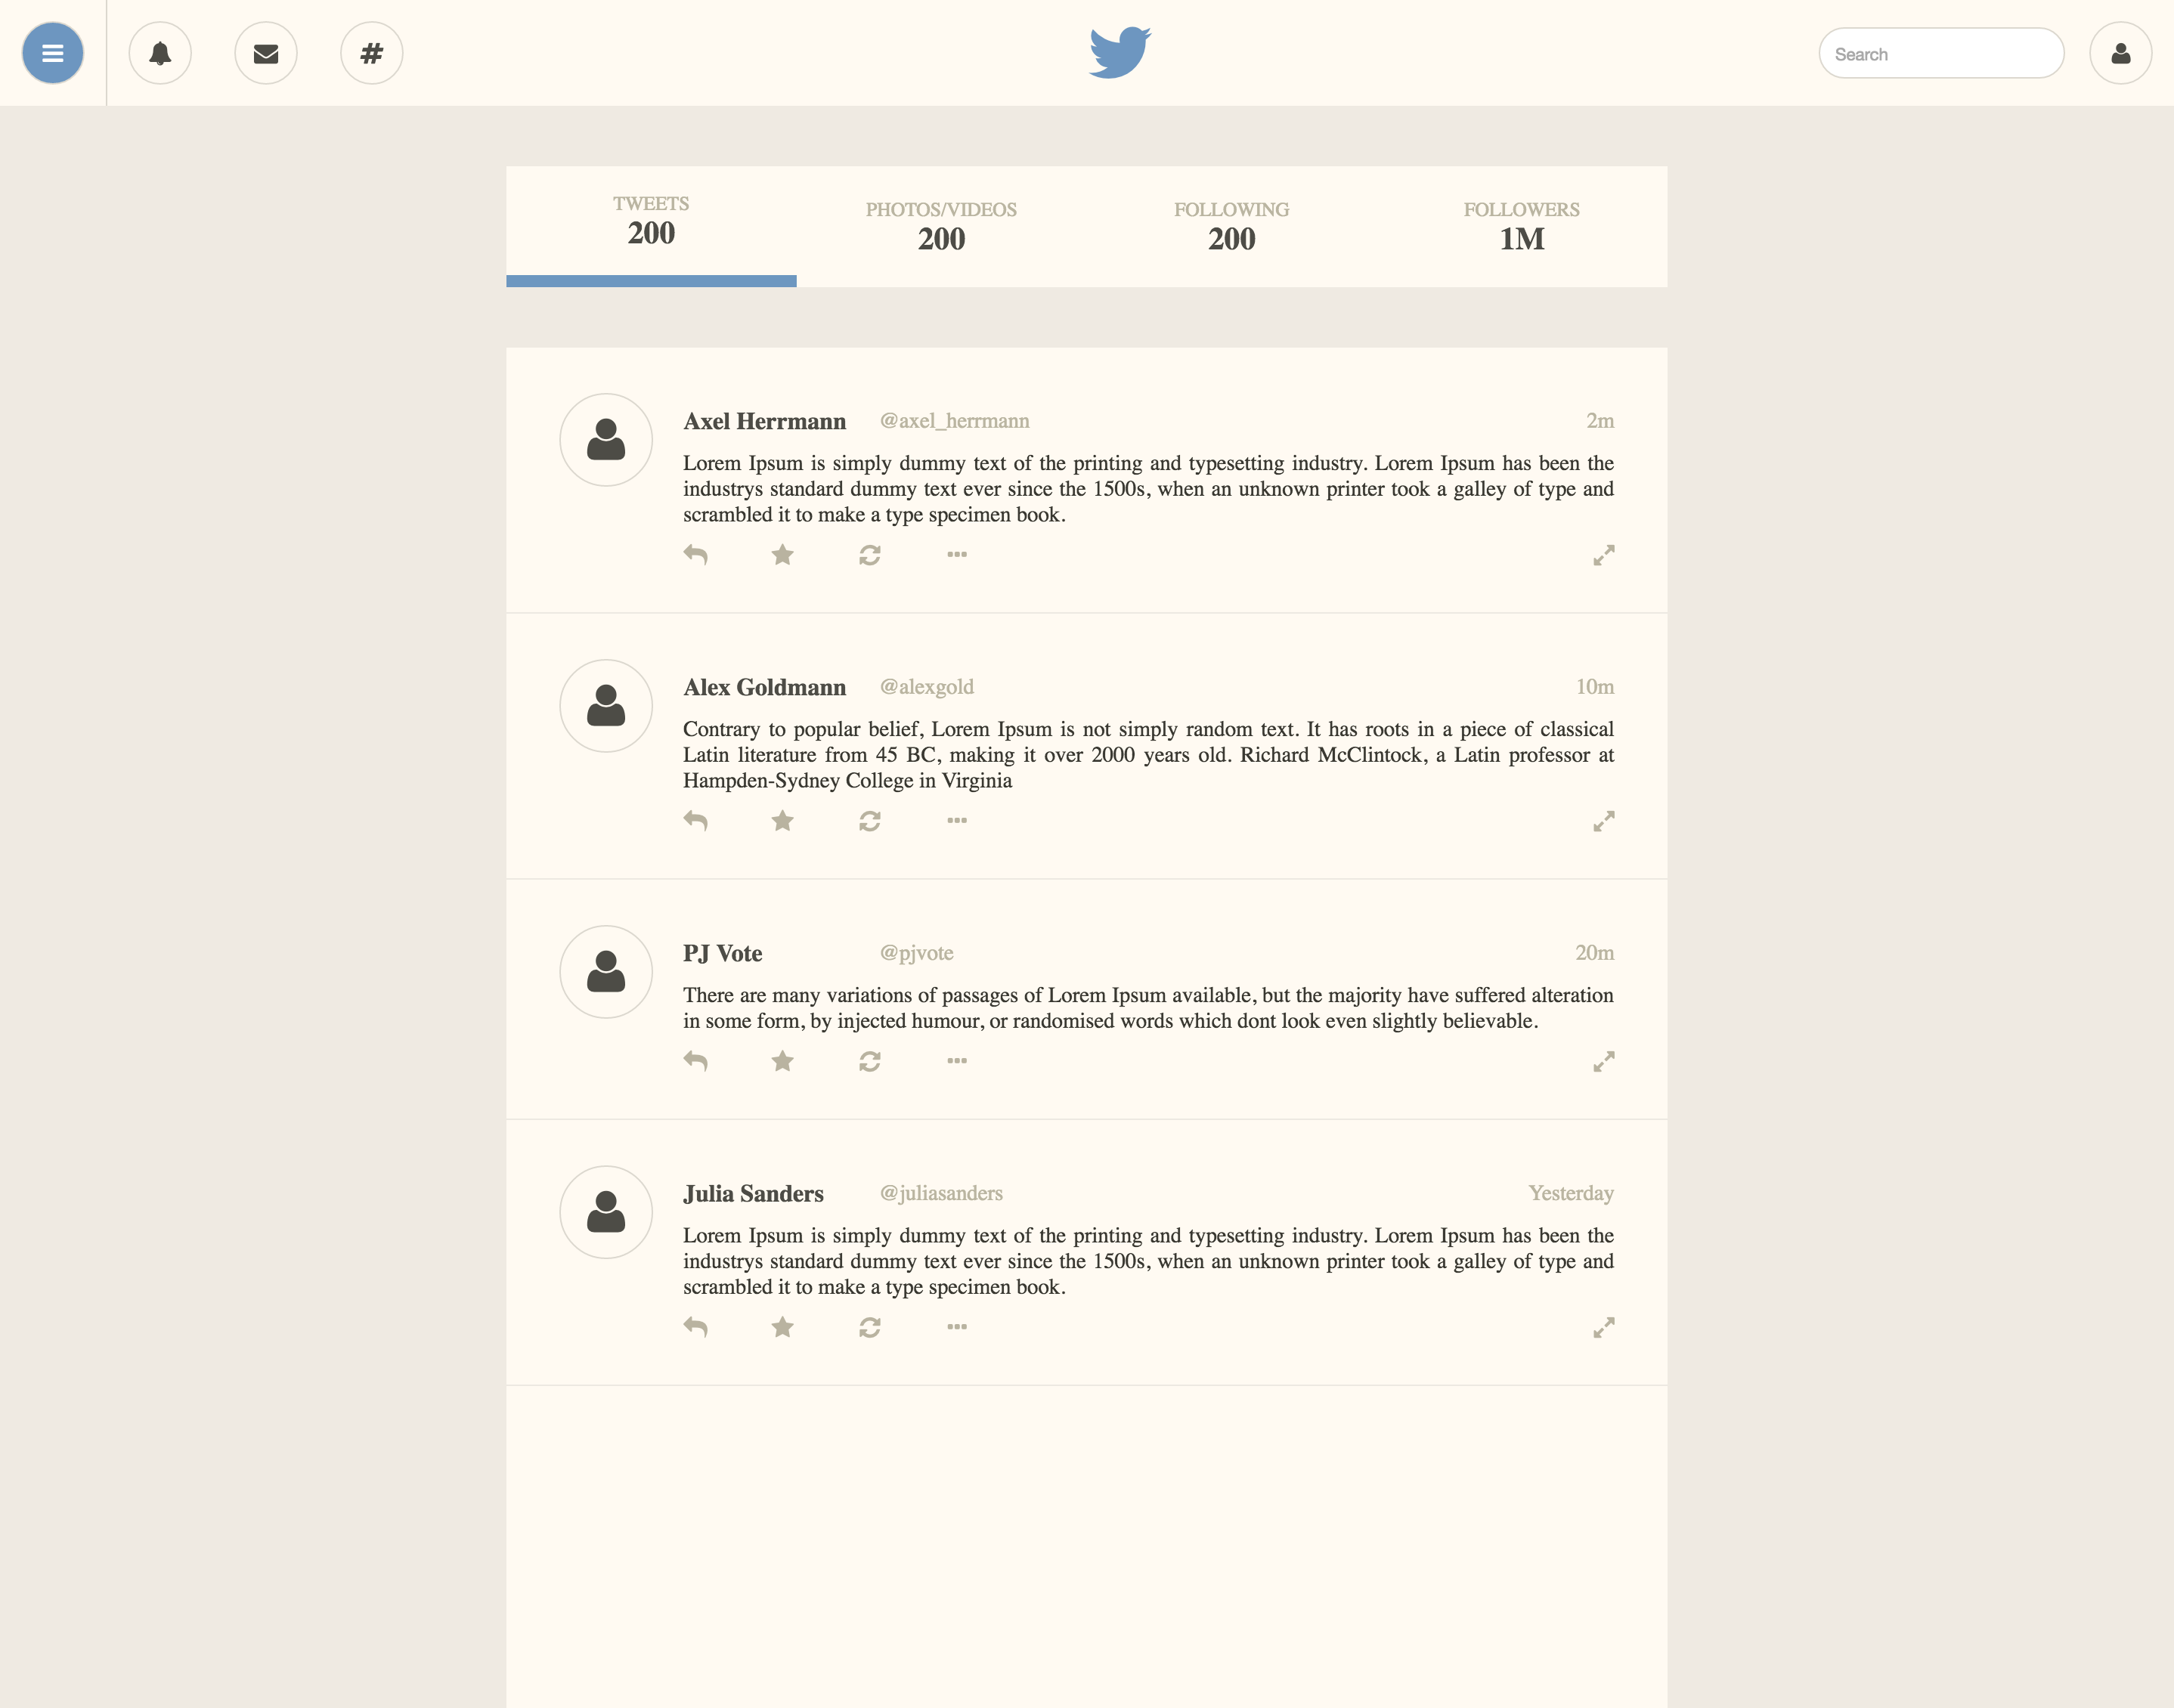 #
Search
TWEETS
200
PHOTOS/VIDEOS
200
FOLLOWING
200
FOLLOWERS
1M
Axel Herrmann @axel_herrmann 2m
Lorem Ipsum is simply dummy text of the printing and typesetting industry. Lorem Ipsum has been the
industrys standard dummy text ever since the 1500s, when an unknown printer took a galley of type and
scrambled it to make a type specimen book.
Alex Goldmann @alexgold 10m
Contrary to popular belief, Lorem Ipsum is not simply random text. It has roots in a piece of classical
Latin literature from 45 BC, making it over 2000 years old. Richard McClintock, a Latin professor at
Hampden-Sydney College in Virginia
PJ Vote @pjvote 20m
There are many variations of passages of Lorem Ipsum available, but the majority have suffered alteration
in some form, by injected humour, or randomised words which dont look even slightly believable.
Julia Sanders @juliasanders Yesterday
Lorem Ipsum is simply dummy text of the printing and typesetting industry. Lorem Ipsum has been the
industrys standard dummy text ever since the 1500s, when an unknown printer took a galley of type and
scrambled it to make a type specimen book.